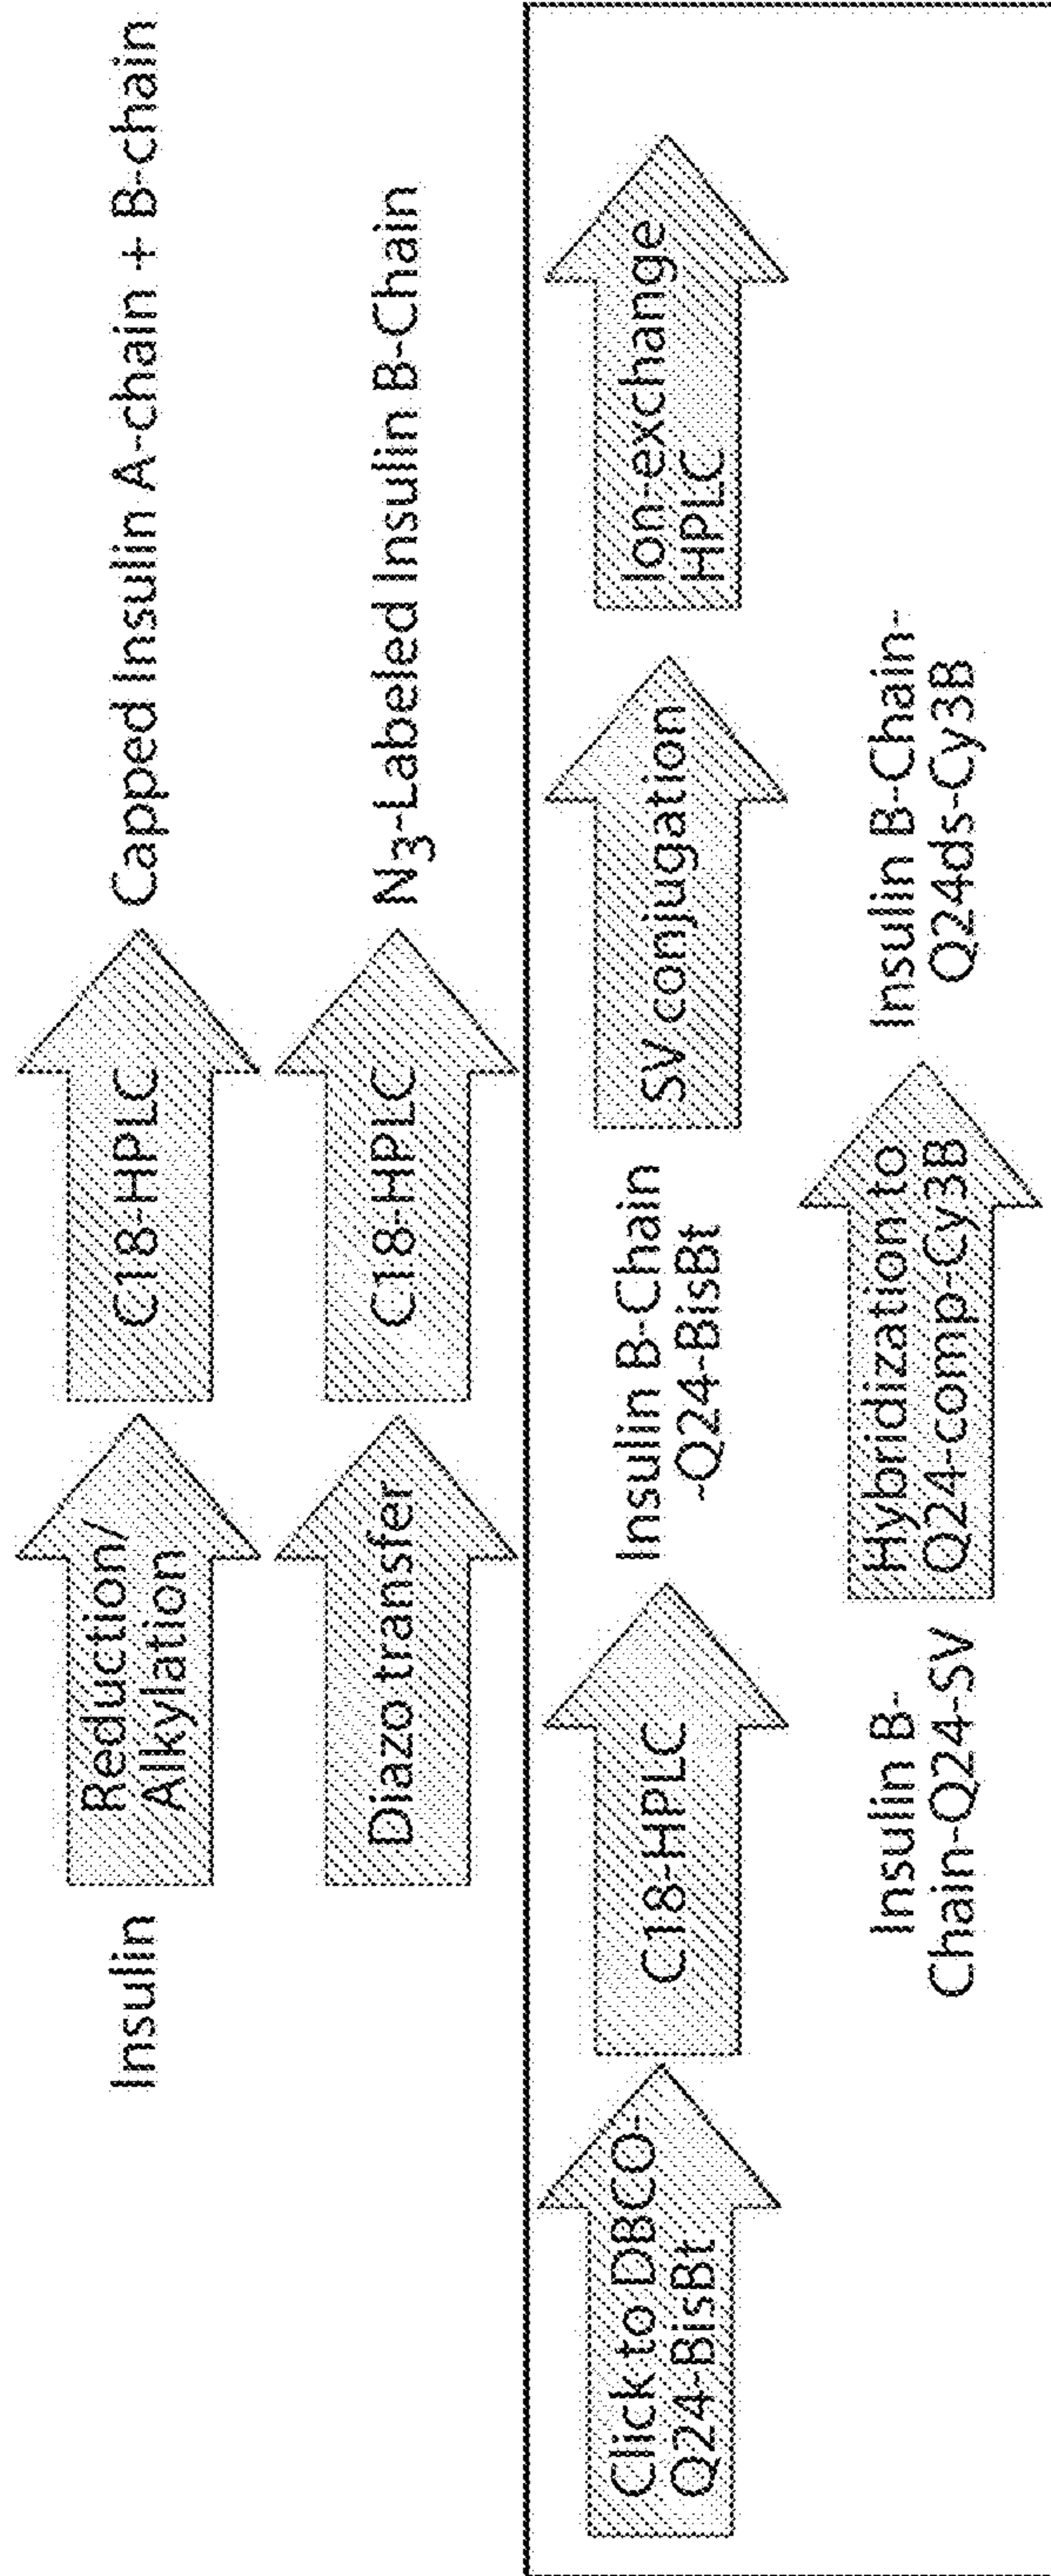 Insulin
Reduction/
Alkylation
C18-HPLC
Capped Insulin A-chain + B-chain
Diazo transfer
C18-HPLC
N₃-Labeled Insulin B-Chain
Click to DBCO-
Q24-BisBt
C18-HPLC
Insulin B-Chain
-Q24-BisBt
SV conjugation
Ion-exchange
HPLC
Insulin B-
Chain-Q24-SV
Hybridization to
Q24-comp-Cy3B
Insulin B-Chain-
Q24ds-Cy3B